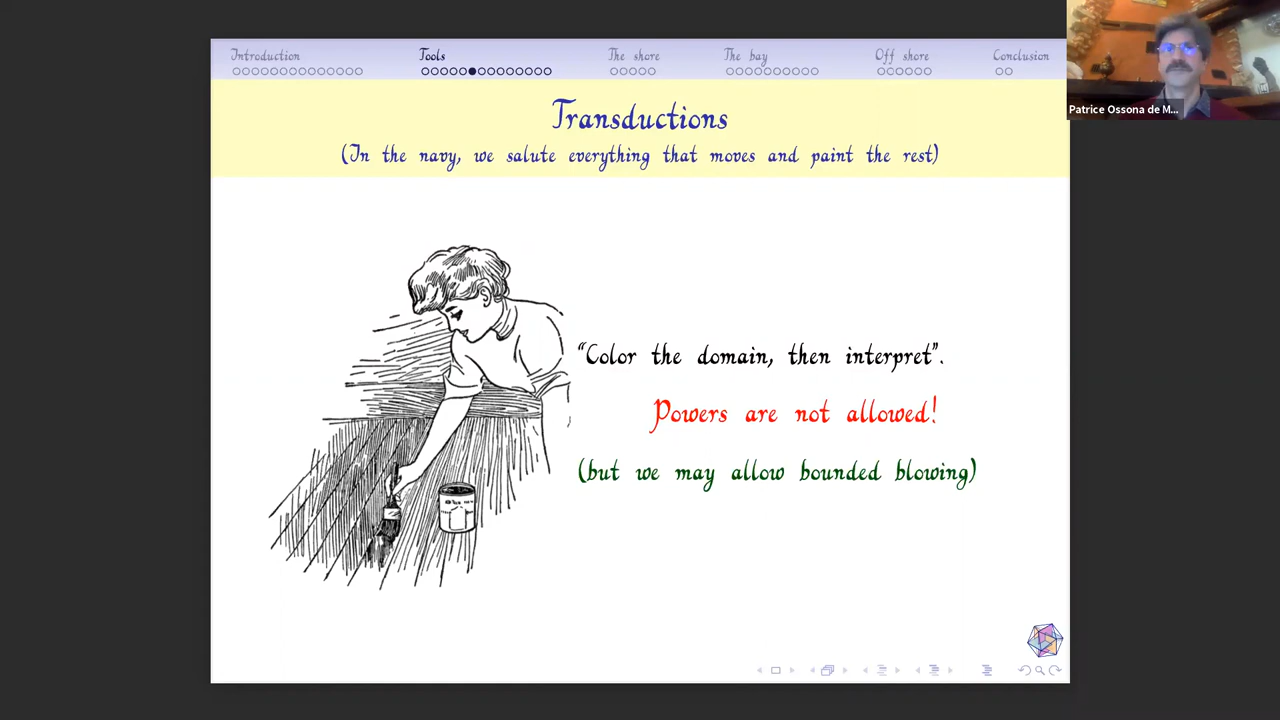 Introduction
Tools
The shore
The bay
Off shore
Conclusion
Patrice Ossona de M...
Transductions
(In the navy, we salute everything that moves and paint the rest)
“Color the domain, then interpret”.
Powers are not allowed!
(but we may allow bounded blowing)